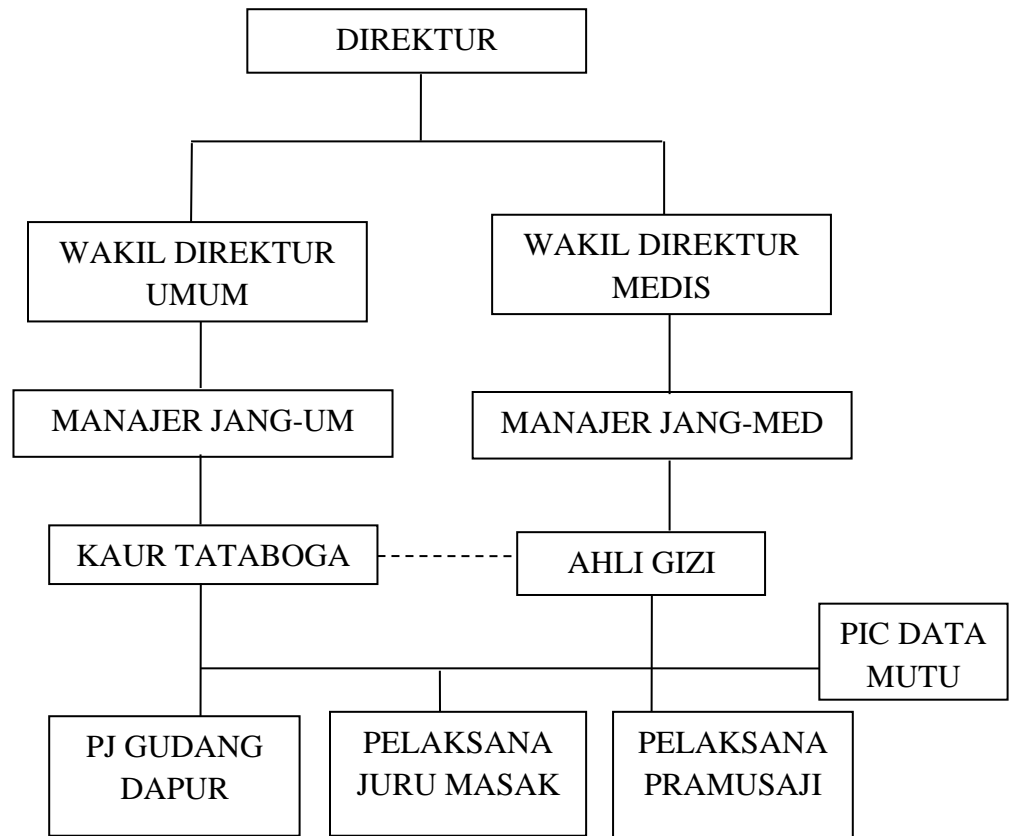 DIREKTUR
WAKIL DIREKTUR
UMUM
WAKIL DIREKTUR
MEDIS
MANAJER JANG-UM
MANAJER JANG-MED
KAUR TATABOGA
AHLI GIZI
PIC DATA
MUTU
PJ GUDANG
DAPUR
PELAKSANA
JURU MASAK
PELAKSANA
PRAMUSAJI